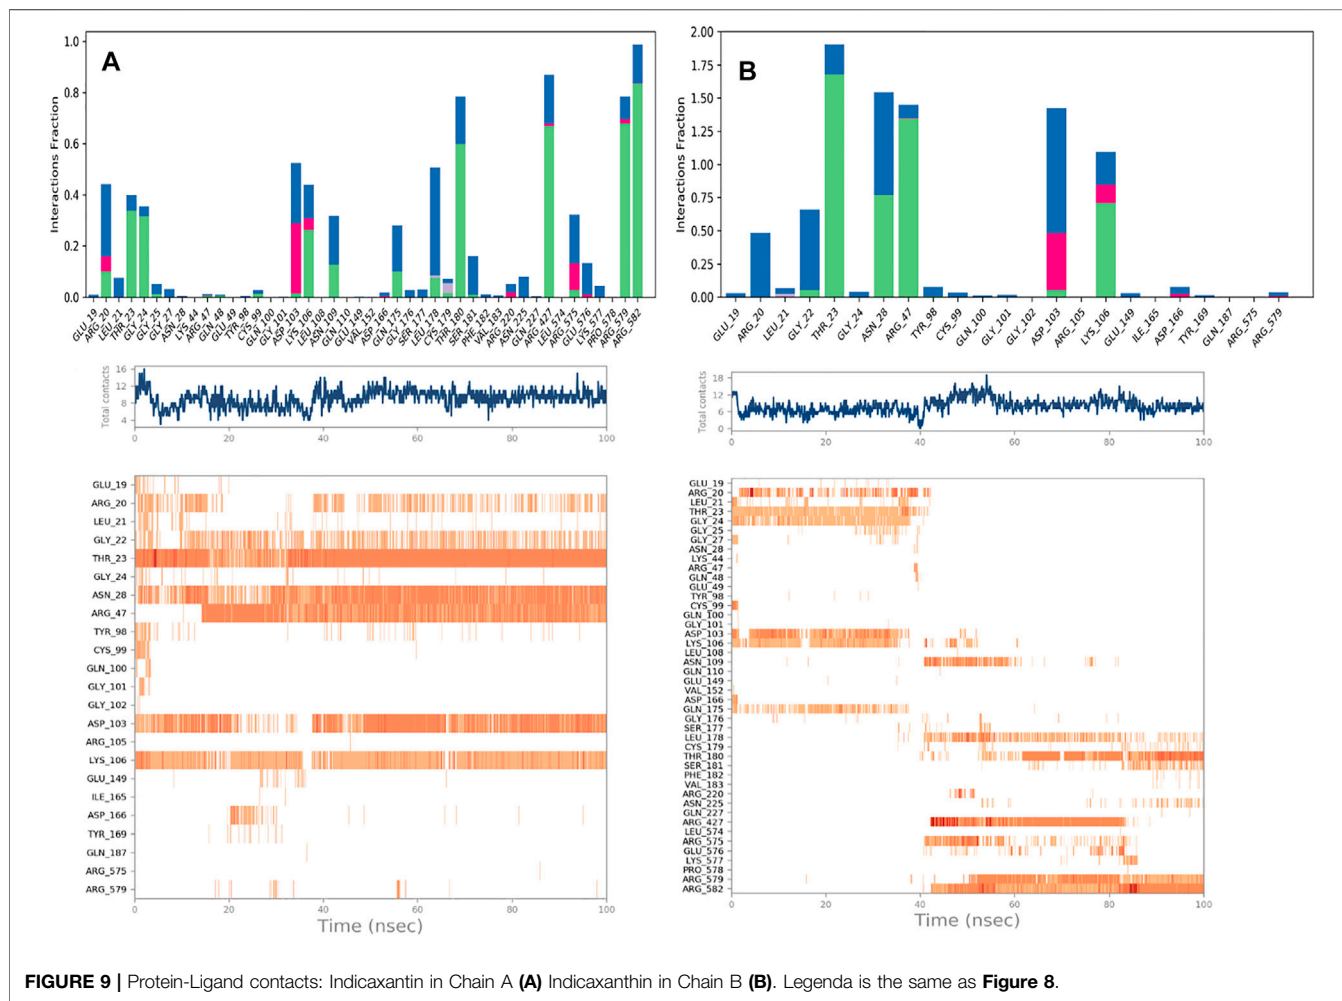 A
Interactions Fraction
1.0
0.8
0.6
0.4
0.2
0.0
GLU_19 ARG_20 LEU_21 THR_23 GLY_24 GLY_25 GLY_27 ASN_28 LYS_44 ARG_47 GLN_48 GLU_49 TYR_98 CYS_99 GLN_100 GLY_101 ASP_103 LYS_106 LEU_108 ASN_109 GLN_110 GLU_149 VAL_152 ASP_166 GLN_175 GLY_176 SER_177 LEU_178 CYS_179 THR_180 SER_181 PHE_182 VAL_183 ARG_220 ASN_225 GLN_227 ARG_427 LEU_574 ARG_575 GLU_576 LYS_577 PRO_578 ARG_579 ARG_582
B
Interactions Fraction
2.00
1.75
1.50
1.25
1.00
0.75
0.50
0.25
0.00
GLU_19 ARG_20 LEU_21 GLY_22 THR_23 GLY_24 ASN_28 ARG_47 TYR_98 CYS_99 GLN_100 GLY_101 GLY_102 ASP_103 ARG_105 LYS_106 GLU_149 ILE_165 ASP_166 TYR_169 GLN_187 ARG_575 ARG_579
Total contacts
16
12
8
4
0 20 40 60 80 100
Total contacts
18
12
6
0
0 20 40 60 80 100
GLU_19
ARG_20
LEU_21
GLY_22
THR_23
GLY_24
ASN_28
ARG_47
TYR_98
CYS_99
GLN_100
GLY_101
GLY_102
ASP_103
ARG_105
LYS_106
GLU_149
ILE_165
ASP_166
TYR_169
GLN_187
ARG_575
ARG_579
0 20 40 60 80 100
Time (nsec)
GLU_19
ARG_20
LEU_21
THR_23
GLY_24
GLY_25
GLY_27
ASN_28
LYS_44
ARG_47
GLN_48
GLU_49
TYR_98
CYS_99
GLN_100
GLY_101
ASP_103
LYS_106
LEU_108
ASN_109
GLN_110
GLU_149
VAL_152
ASP_166
GLN_175
GLY_176
SER_177
LEU_178
CYS_179
THR_180
SER_181
PHE_182
VAL_183
ARG_220
ASN_225
GLN_227
ARG_427
LEU_574
ARG_575
GLU_576
LYS_577
PRO_578
ARG_579
ARG_582
0 20 40 60 80 100
Time (nsec)
FIGURE 9 | Protein-Ligand contacts: Indicaxantin in Chain A (A) Indicaxanthin in Chain B (B). Legenda is the same as Figure 8.